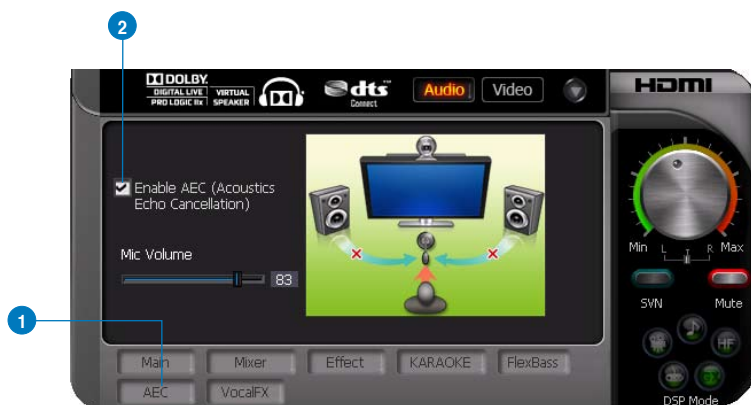 2
DOLBY.
DIGITAL LIVE
PRO LOGIC IIx
VIRTUAL
SPEAKER
dts
Connect
Audio
Video
HDMI
Enable AEC (Acoustics
Echo Cancellation)
Mic Volume
83
Min
L
T
R
Max
SVN
Mute
HF
DSP Mode
1
Main
Mixer
Effect
KARAOKE
FlexBass
AEC
VocalFX